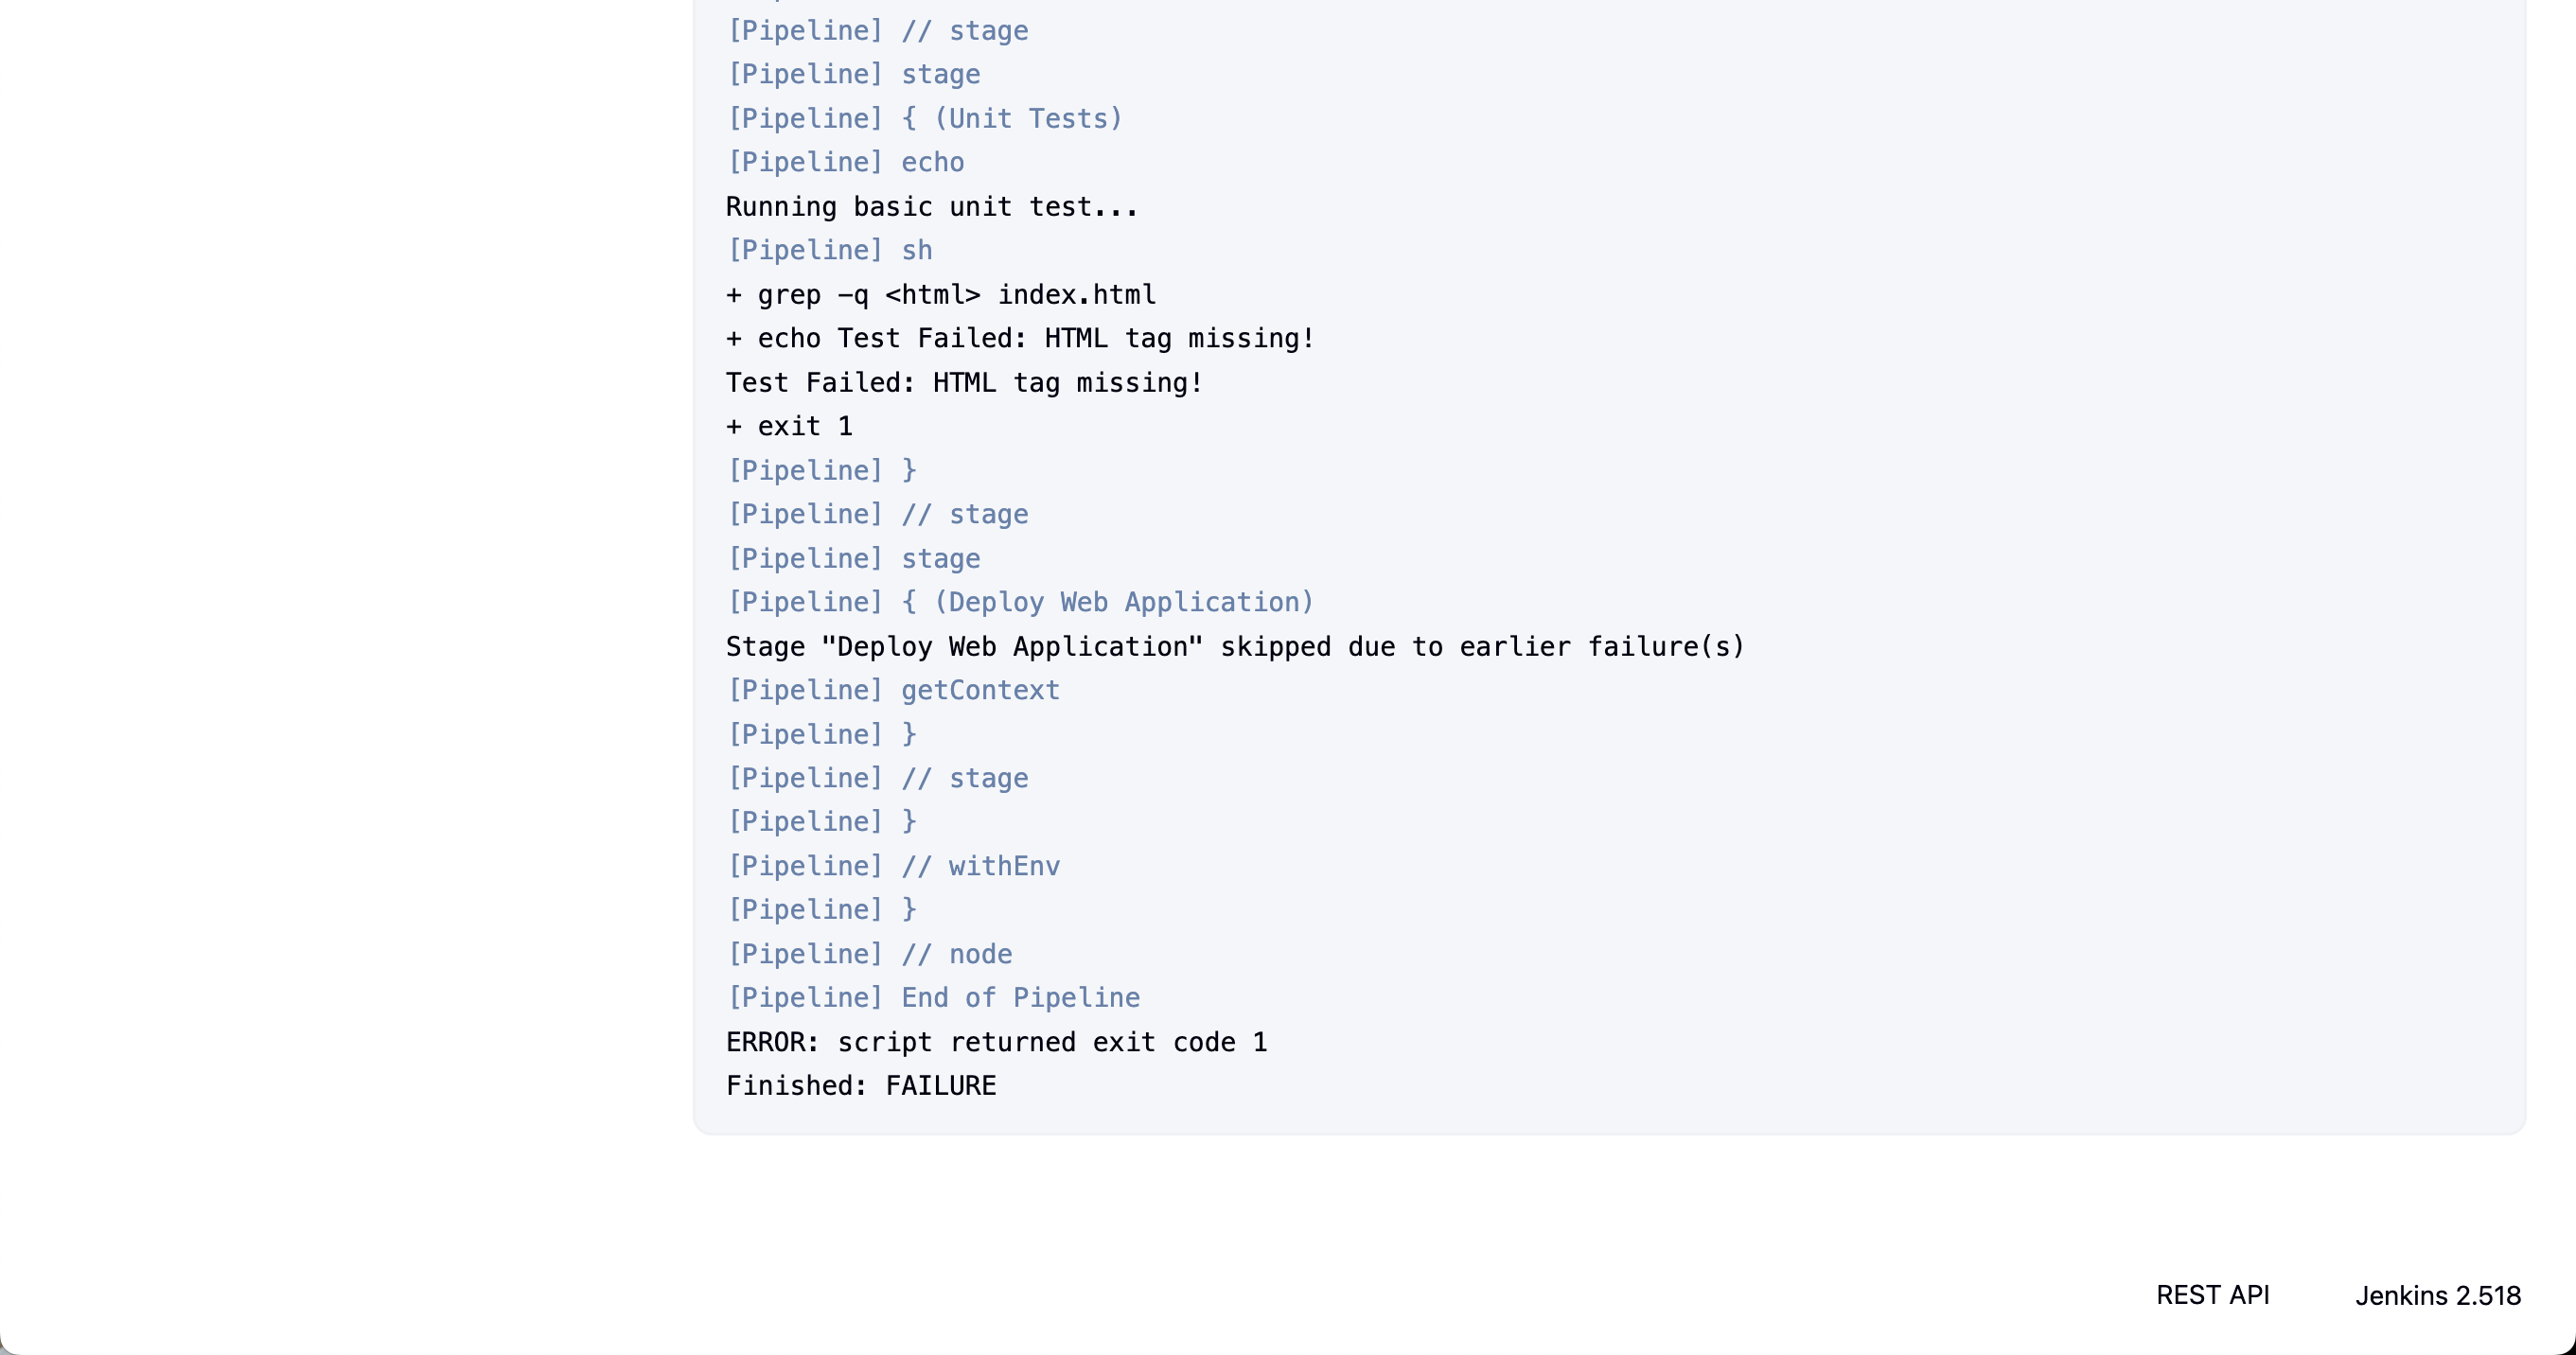 [Pipeline] // stage
[Pipeline] stage
[Pipeline] { (Unit Tests)
[Pipeline] echo
Running basic unit test...
[Pipeline] sh
+ grep -q <html> index.html
+ echo Test Failed: HTML tag missing!
Test Failed: HTML tag missing!
+ exit 1
[Pipeline] }
[Pipeline] // stage
[Pipeline] stage
[Pipeline] { (Deploy Web Application)
Stage "Deploy Web Application" skipped due to earlier failure(s)
[Pipeline] getContext
[Pipeline] }
[Pipeline] // stage
[Pipeline] }
[Pipeline] // withEnv
[Pipeline] }
[Pipeline] // node
[Pipeline] End of Pipeline
ERROR: script returned exit code 1
Finished: FAILURE
REST API Jenkins 2.518